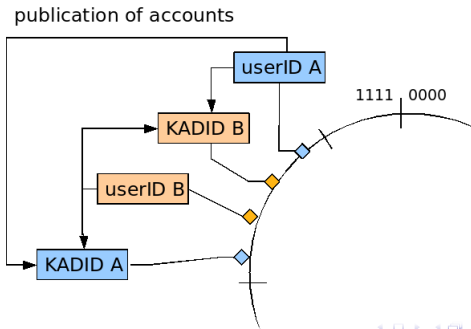 publication of accounts
userID A
1111 0000
KADID B
userID B
KADID A